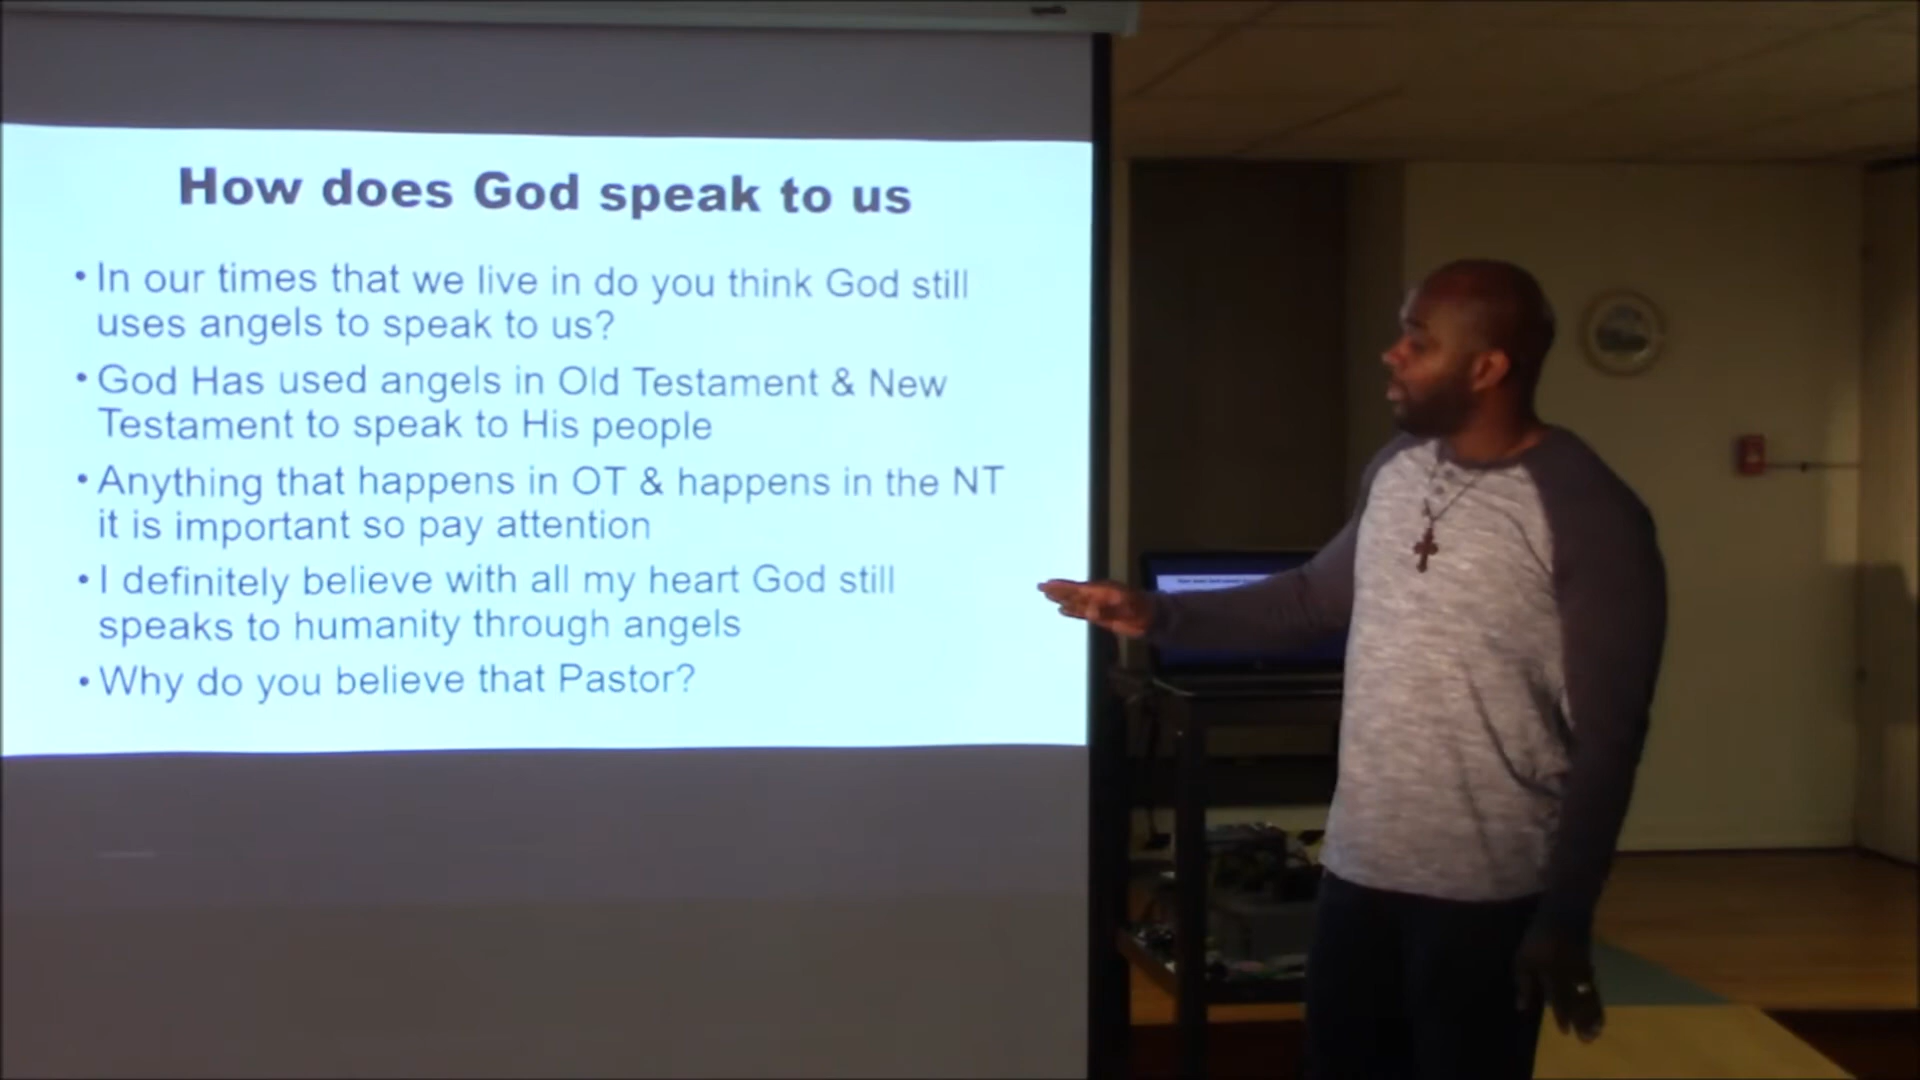 How does God speak to us
• In our times that we live in do you think God still
uses angels to speak to us?
• God Has used angels in Old Testament & New
Testament to speak to His people
• Anything that happens in OT & happens in the NT
it is important so pay attention
• I definitely believe with all my heart God still
speaks to humanity through angels
• Why do you believe that Pastor?